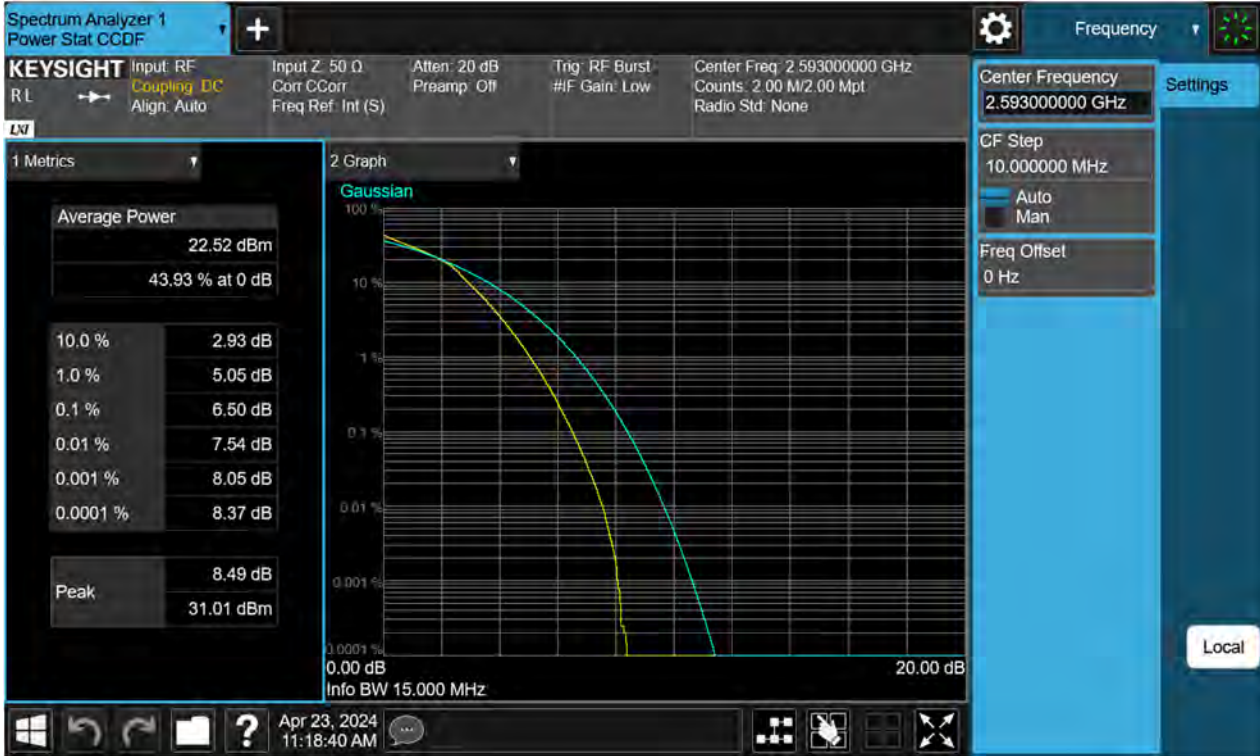 Spectrum Analyzer 1
Power Stat CCDF
+
Frequency
KEYSIGHT
RL
LXI
Input: RF
Coupling: DC
Align: Auto
Input Z: 50 Ω
Corr CCorr
Freq Ref: Int (S)
Atten: 20 dB
Preamp: Off
Trig: RF Burst
#IF Gain: Low
Center Freq: 2.593000000 GHz
Counts: 2.00 M/2.00 Mpt
Radio Std: None
Center Frequency
2.593000000 GHz
Settings
CF Step
10.000000 MHz
Auto
Man
Freq Offset
0 Hz
Local
1 Metrics
Average Power
22.52 dBm
43.93 % at 0 dB
10.0 % 2.93 dB
1.0 % 5.05 dB
0.1 % 6.50 dB
0.01 % 7.54 dB
0.001 % 8.05 dB
0.0001 % 8.37 dB
Peak
8.49 dB
31.01 dBm
2 Graph
Gaussian
100 %
10 %
1 %
0.1 %
0.01 %
0.001 %
0.0001 %
0.00 dB 20.00 dB
Info BW 15.000 MHz
?
Apr 23, 2024
11:18:40 AM